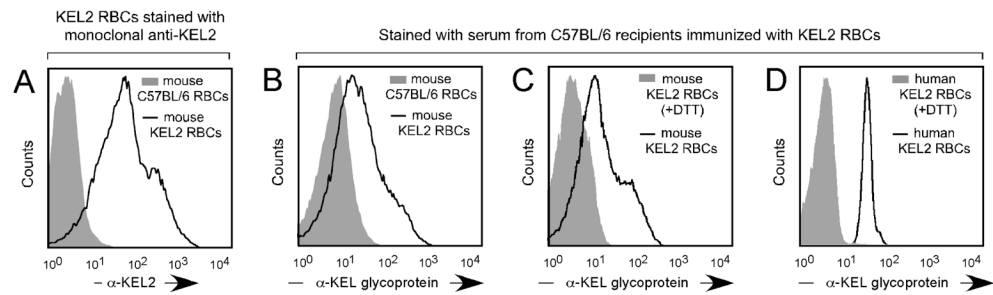 KEL2 RBCs stained with
monoclonal anti-KEL2
Stained with serum from C57BL/6 recipients immunized with KEL2 RBCs
A
mouse
C57BL/6 RBCs
mouse
KEL2 RBCs
Counts
10⁰ 10¹ 10² 10³ 10⁴
– α-KEL2
B
mouse
C57BL/6 RBCs
mouse
KEL2 RBCs
Counts
10⁰ 10¹ 10² 10³ 10⁴
— α-KEL glycoprotein
C
mouse
KEL2 RBCs
(+DTT)
mouse
KEL2 RBCs
Counts
10⁰ 10¹ 10² 10³ 10⁴
— α-KEL glycoprotein
D
human
KEL2 RBCs
(+DTT)
human
KEL2 RBCs
Counts
10⁰ 10¹ 10² 10³ 10⁴
— α-KEL glycoprotein